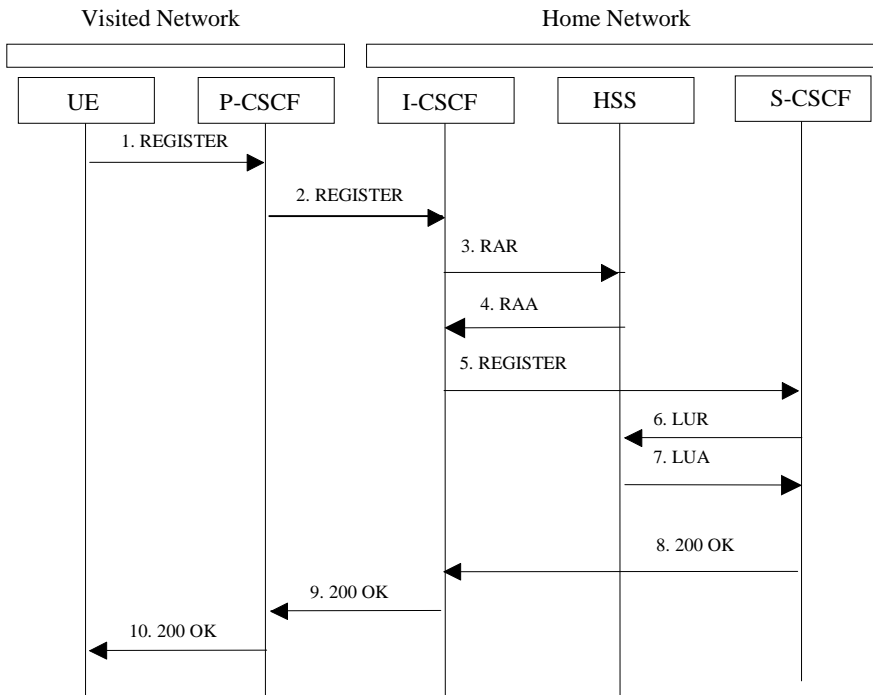 Visited Network
Home Network
UE
P-CSCF
I-CSCF
HSS
S-CSCF
1. REGISTER
2. REGISTER
3. RAR
4. RAA
5. REGISTER
6. LUR
7. LUA
8. 200 OK
9. 200 OK
10. 200 OK